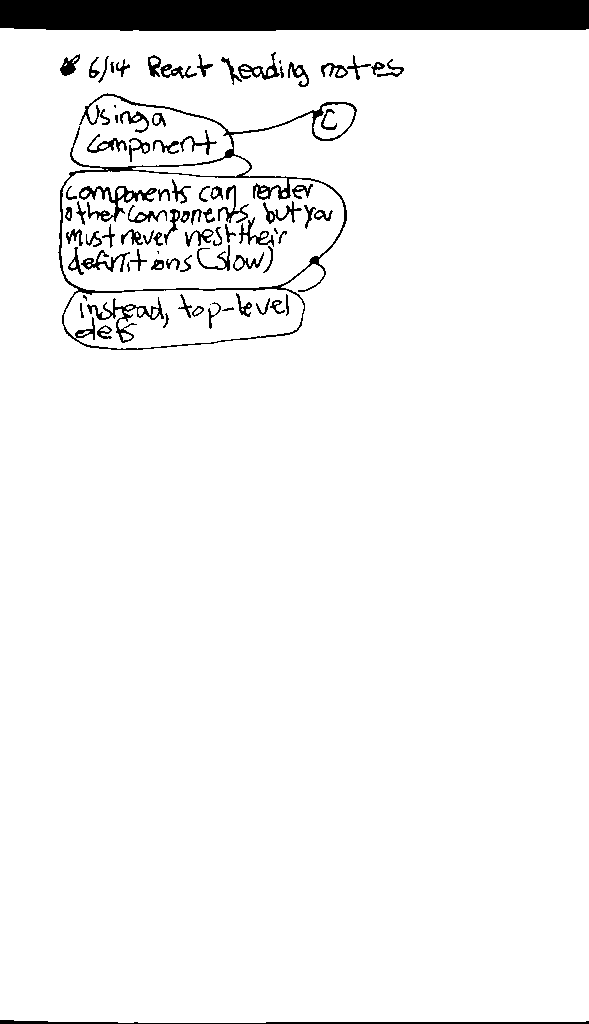 6/14 React Reading notes
Using a
component
C
Components can render
other components, but you
must never nest their
definitions (slow)
instead, top-level
defs